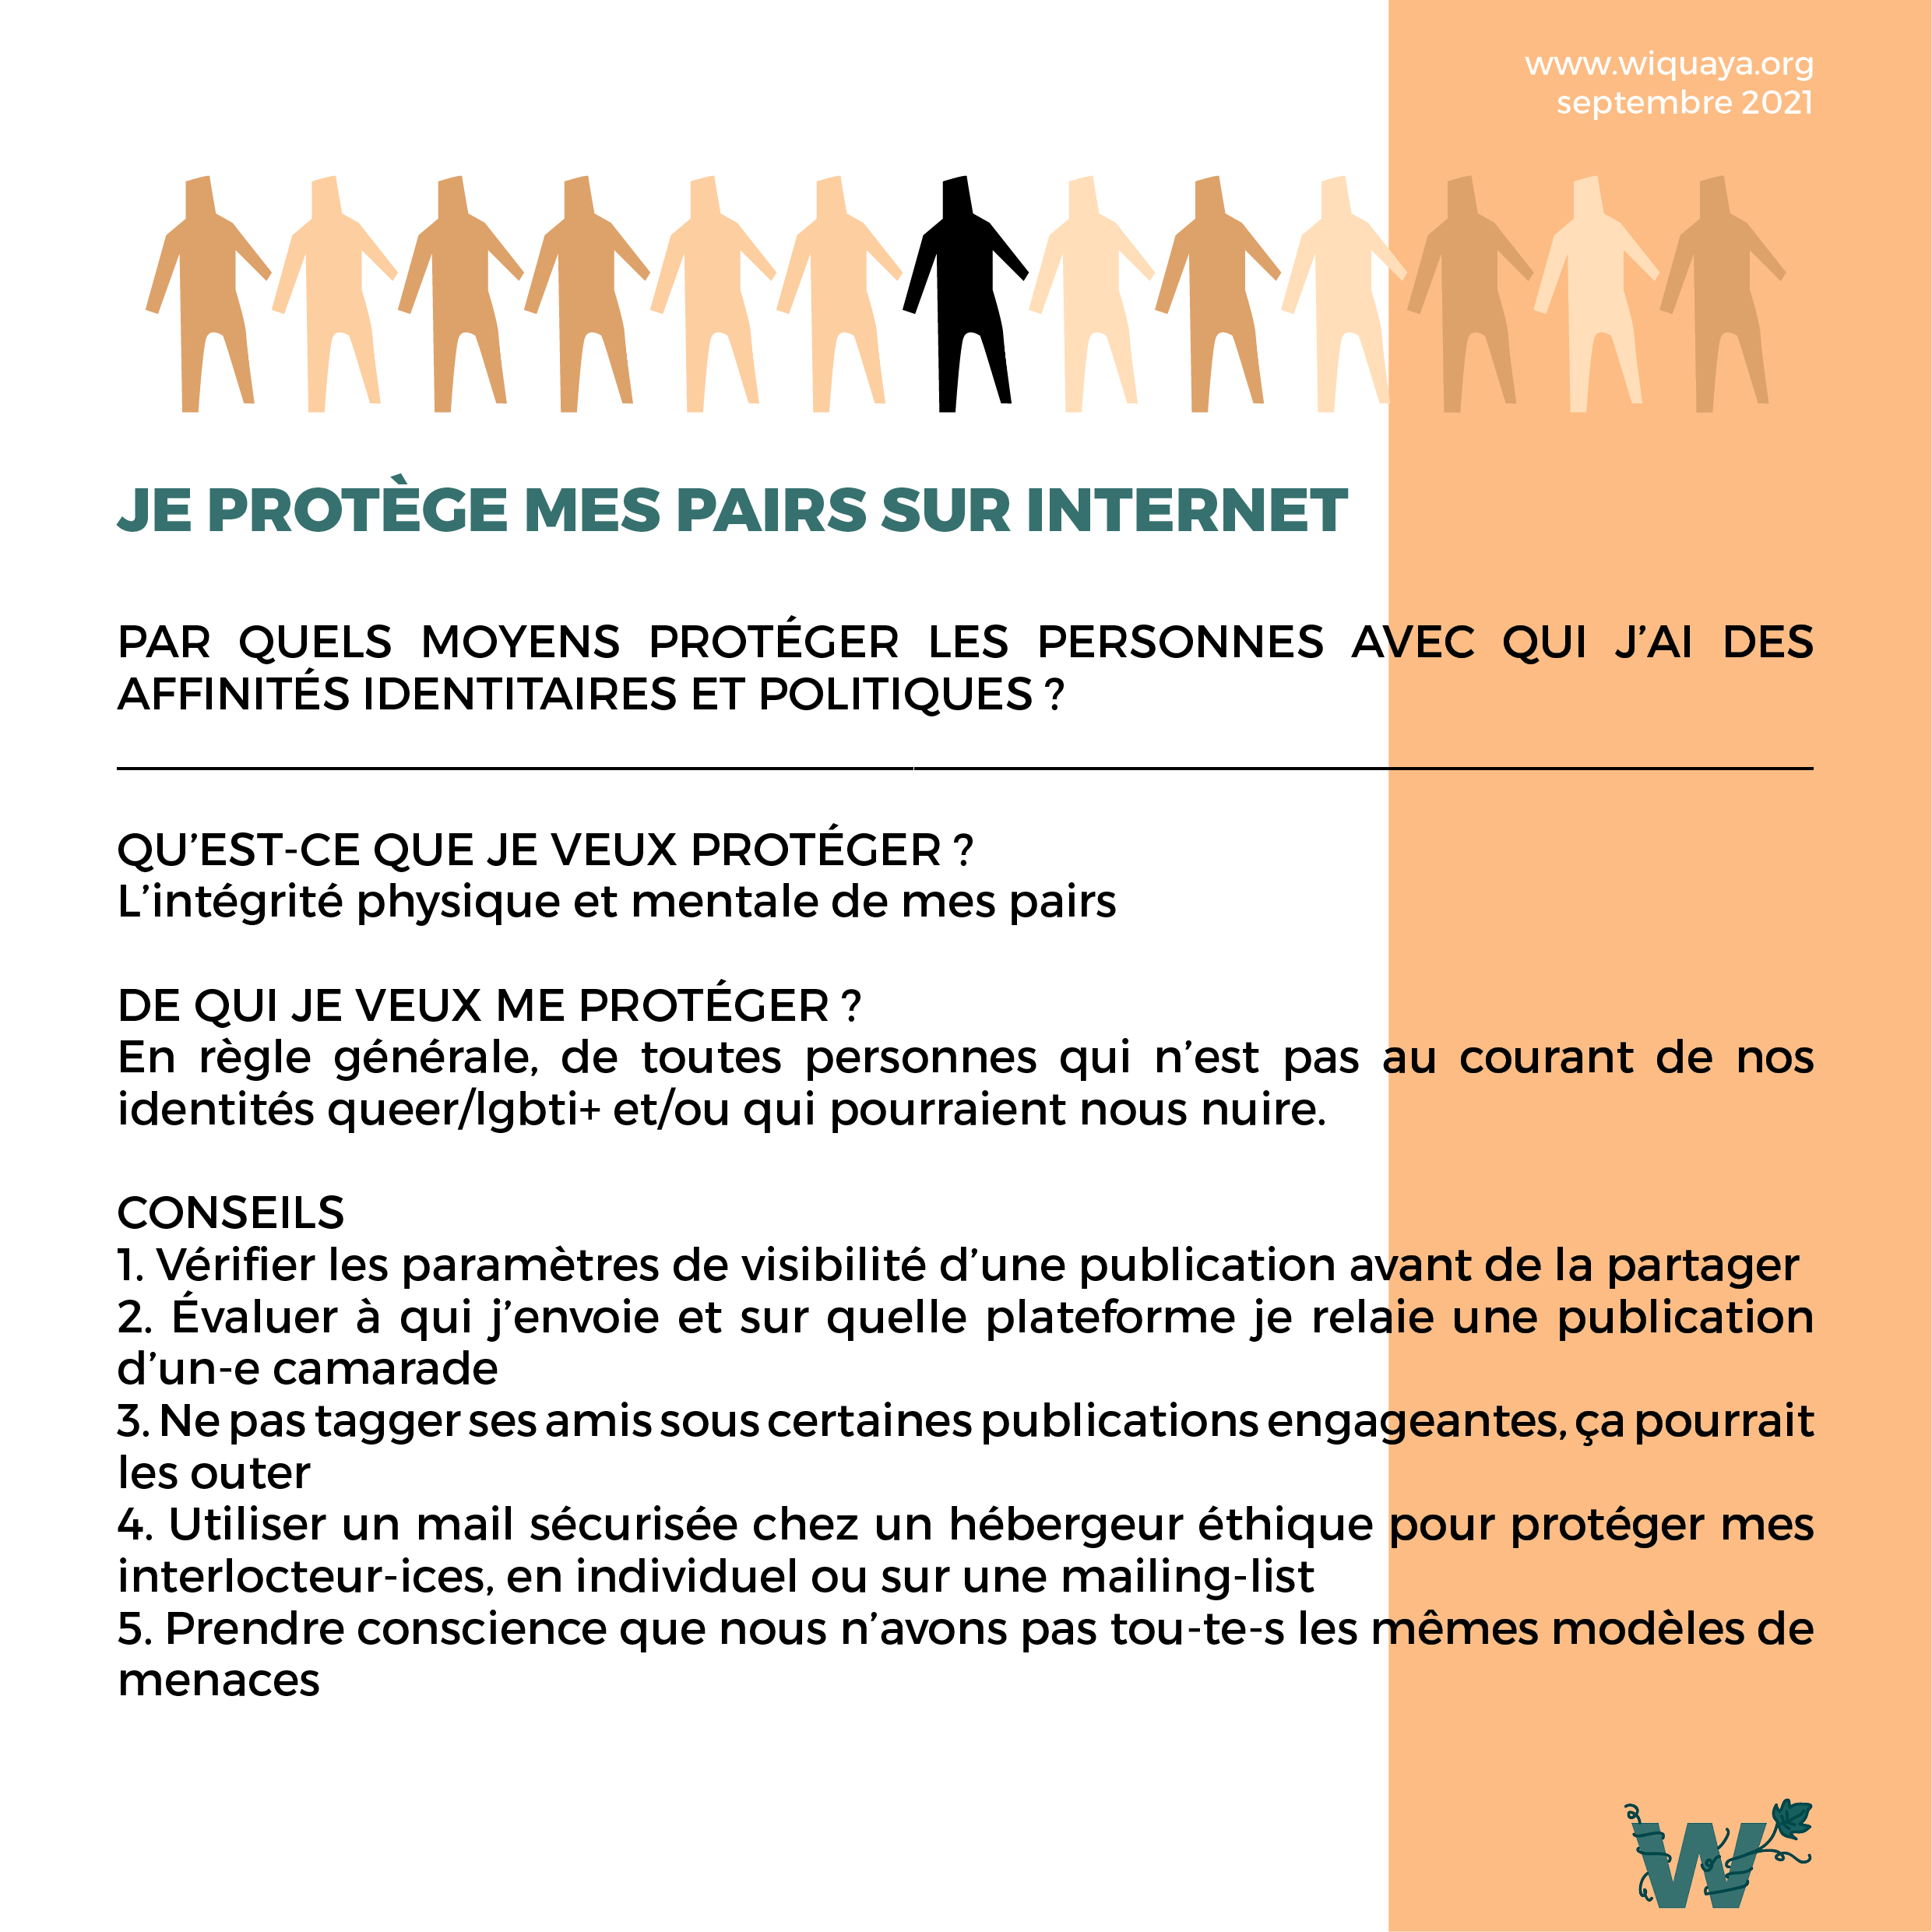 www.wiquaya.org
septembre 2021
JE PROTÈGE MES PAIRS SUR INTERNET
PAR QUELS MOYENS PROTÉGER LES PERSONNES AVEC QUI J’AI DES
AFFINITÉS IDENTITAIRES ET POLITIQUES ?
QU’EST-CE QUE JE VEUX PROTÉGER ?
L’intégrité physique et mentale de mes pairs
DE QUI JE VEUX ME PROTÉGER ?
En règle générale, de toutes personnes qui n’est pas au courant de nos
identités queer/lgbti+ et/ou qui pourraient nous nuire.
CONSEILS
1. Vérifier les paramètres de visibilité d’une publication avant de la partager
2. Évaluer à qui j’envoie et sur quelle plateforme je relaie une publication
d’un-e camarade
3. Ne pas tagger ses amis sous certaines publications engageantes, ça pourrait
les outer
4. Utiliser un mail sécurisée chez un hébergeur éthique pour protéger mes
interlocteur-ices, en individuel ou sur une mailing-list
5. Prendre conscience que nous n’avons pas tou-te-s les mêmes modèles de
menaces
W